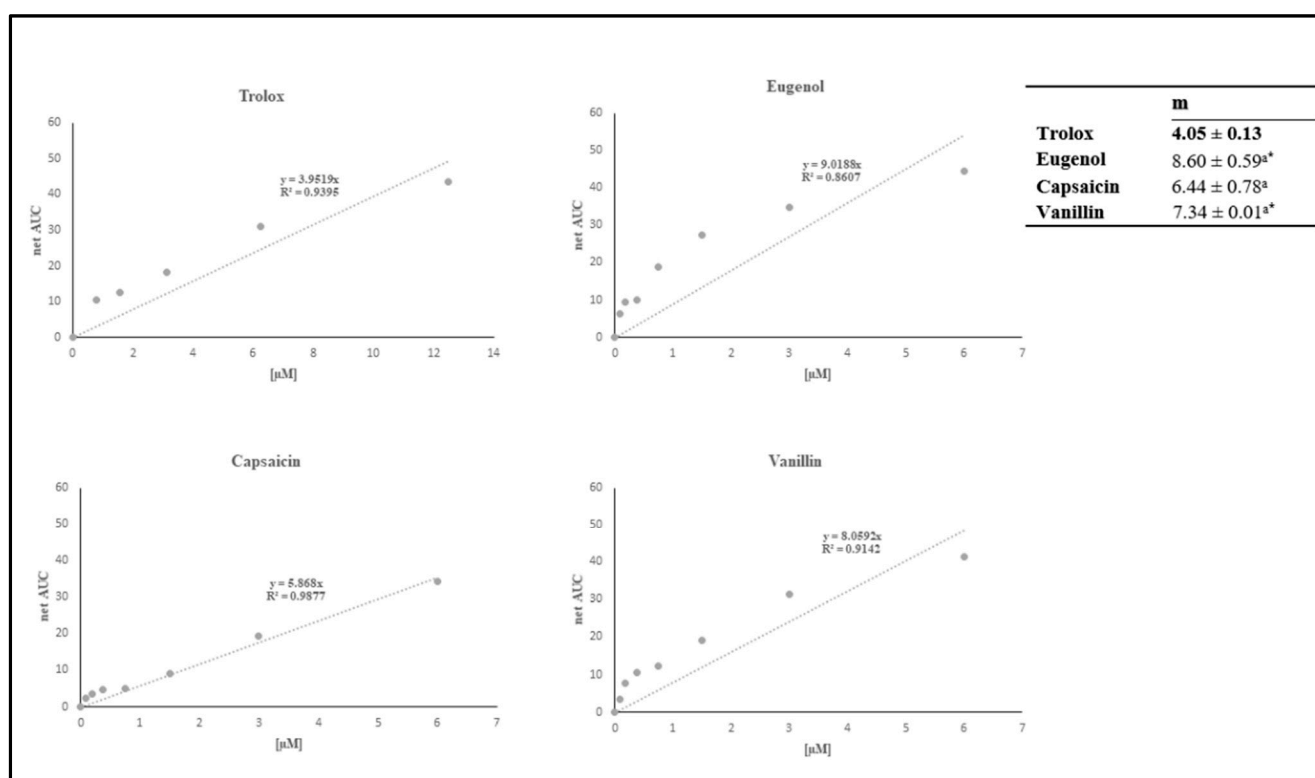 Trolox
60
50
40
30
20
10
0
net AUC
y = 3.9519x
R² = 0.9395
0 2 4 6 8 10 12 14
[µM]
Eugenol
60
50
40
30
20
10
0
net AUC
y = 9.0188x
R² = 0.8607
0 1 2 3 4 5 6 7
[µM]
m
Trolox 4.05 ± 0.13
Eugenol 8.60 ± 0.59ᵃ*
Capsaicin 6.44 ± 0.78ᵃ
Vanillin 7.34 ± 0.01ᵃ*
Capsaicin
60
50
40
30
20
10
0
net AUC
y = 5.868x
R² = 0.9877
0 1 2 3 4 5 6 7
[µM]
Vanillin
60
50
40
30
20
10
0
net AUC
y = 8.0592x
R² = 0.9142
0 1 2 3 4 5 6 7
[µM]